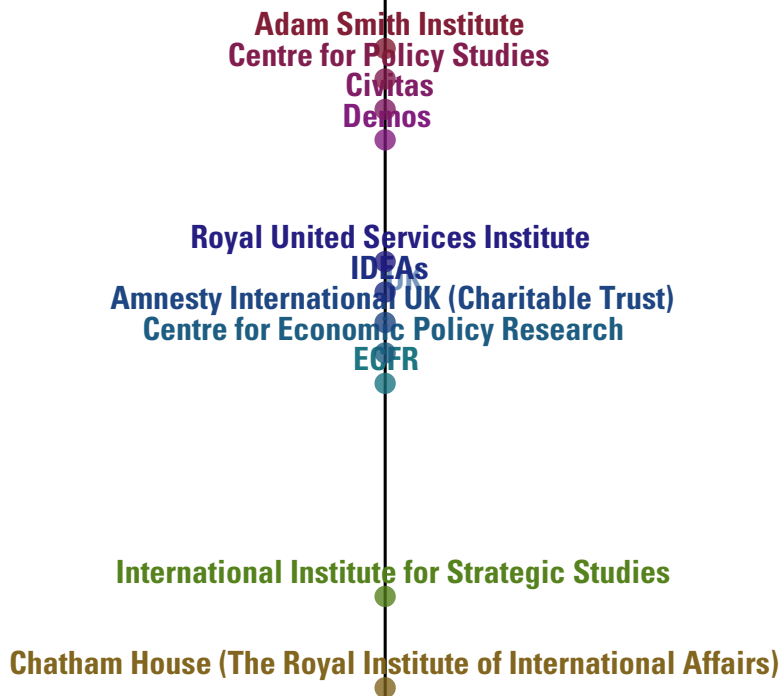 Adam Smith Institute
Centre for Policy Studies
Civitas
Demos
Royal United Services Institute
IDEAs
UK
Amnesty International UK (Charitable Trust)
Centre for Economic Policy Research
ECFR
International Institute for Strategic Studies
Chatham House (The Royal Institute of International Affairs)